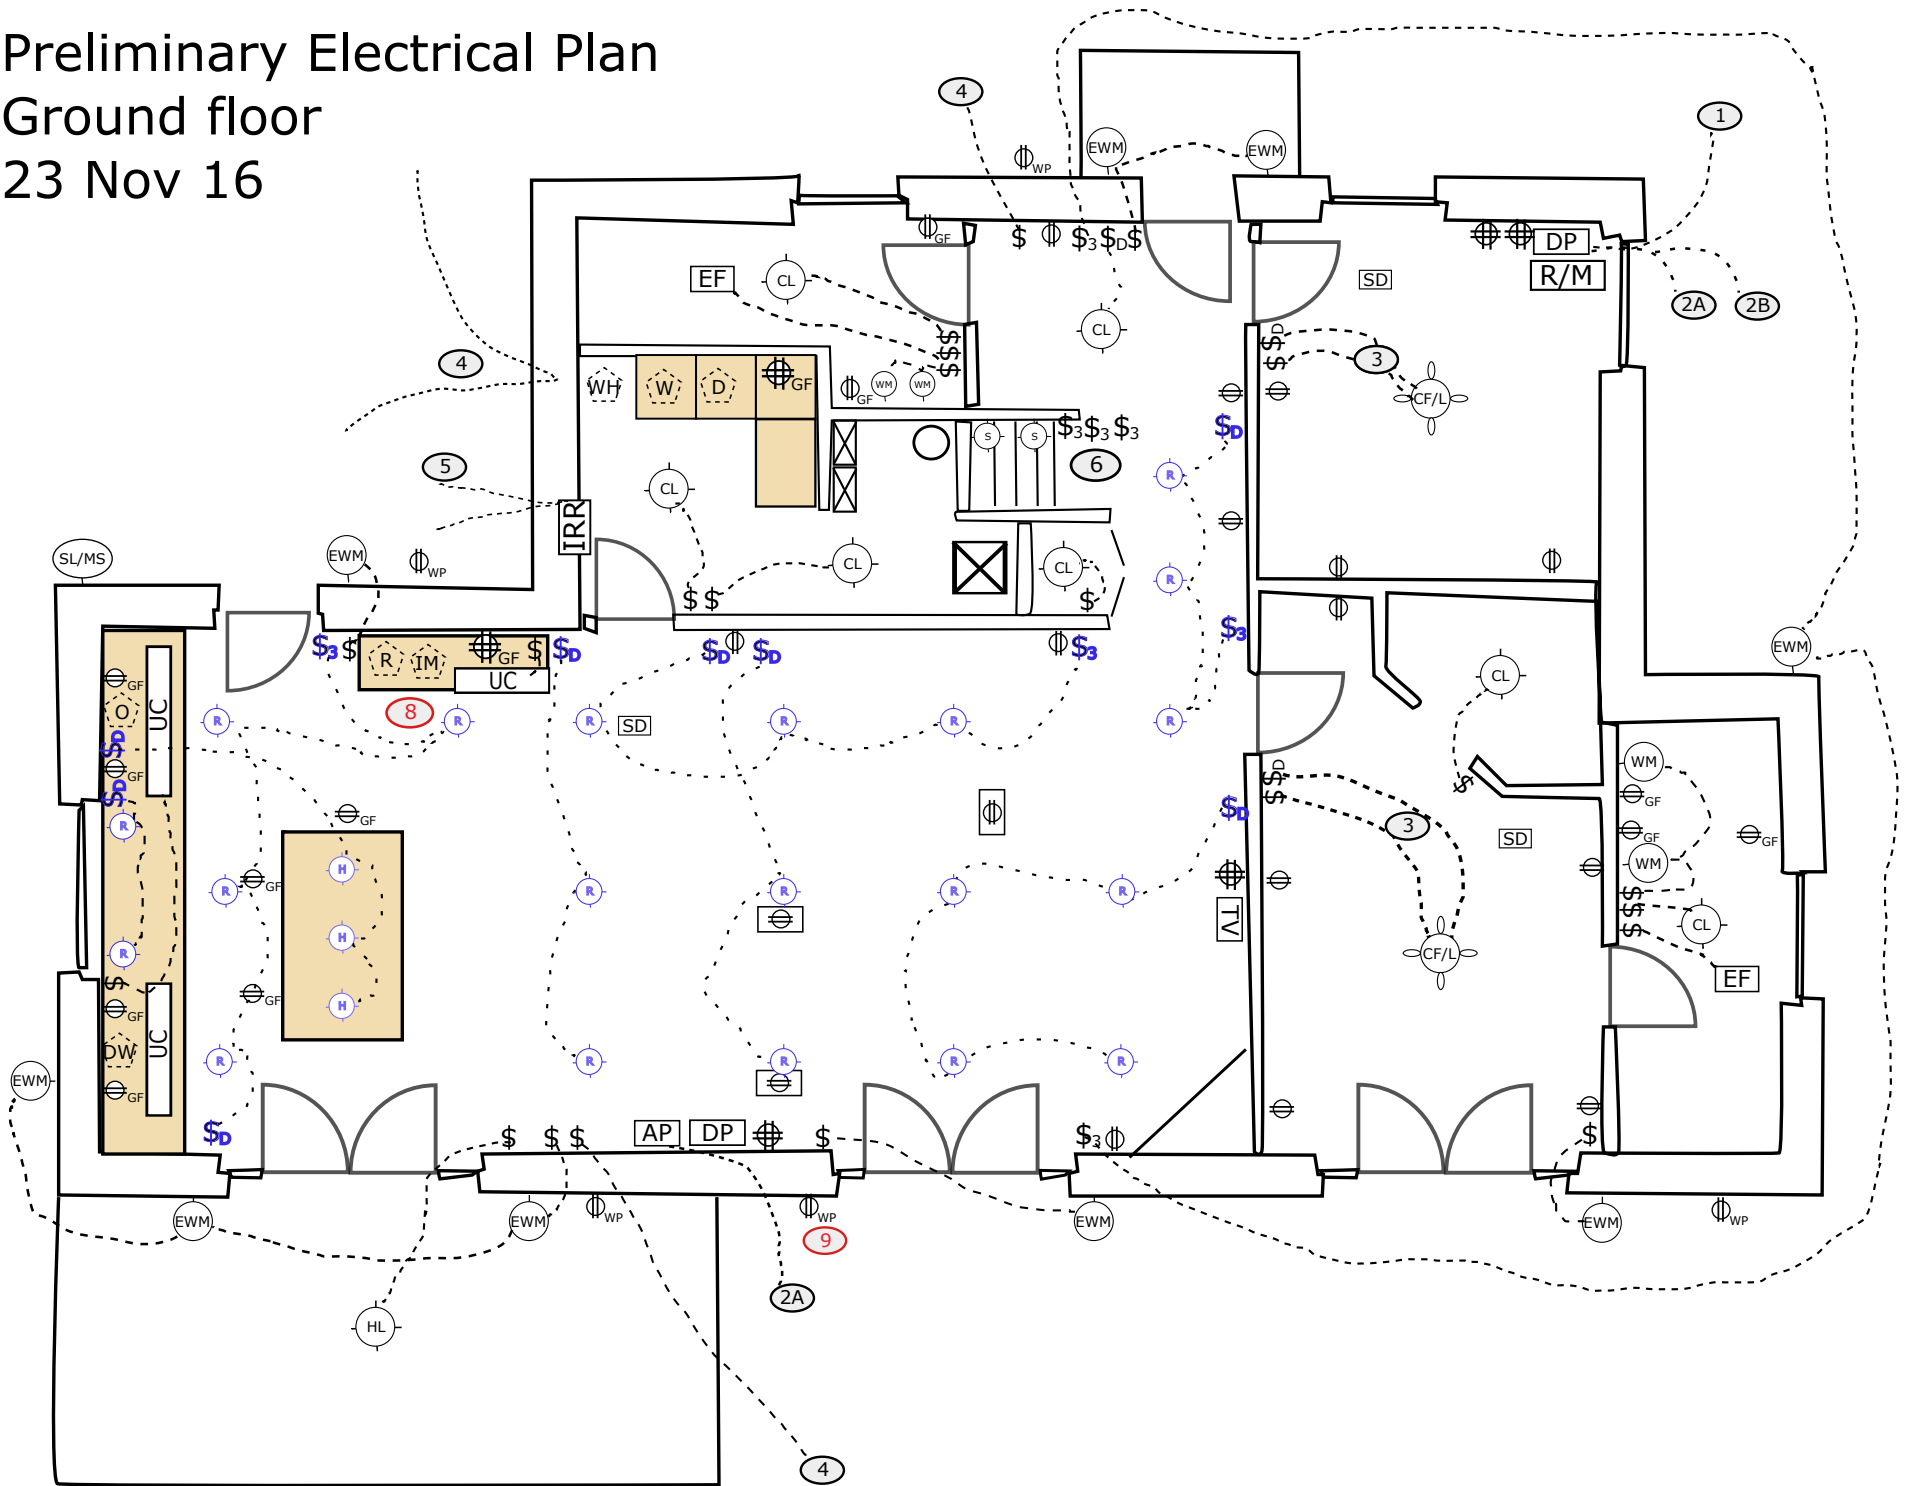 Preliminary Electrical Plan
Ground floor
23 Nov 16
4
1
EWM
EWM
WP
GF
$
$3
$D
$
DP
R/M
EF
CL
SD
2A
2B
CL
$
$
$
$D
$
3
4
WH
W
D
GF
GF
WM
WM
CF/L
S
S
$3
$3
$3
$D
6
5
CL
R
IRR
SL/MS
EWM
WP
CL
CL
R
$
$
$
$3
$
R
IM
GF
$
$D
UC
$D
$D
$3
$3
EWM
GF
O
UC
8
R
R
R
SD
R
R
R
CL
$D
GF
$D
R
GF
$D
$
3
$
WM
GF
GF
WM
GF
SD
$D
H
R
GF
R
R
R
R
TV
$
$
$
CL
H
R
CF/L
EF
$
GF
H
GF
DW
UC
GF
R
R
R
R
R
EWM
$D
$
$
$
AP
DP
$
$3
$
EWM
EWM
WP
WP
9
EWM
EWM
WP
2A
HL
4